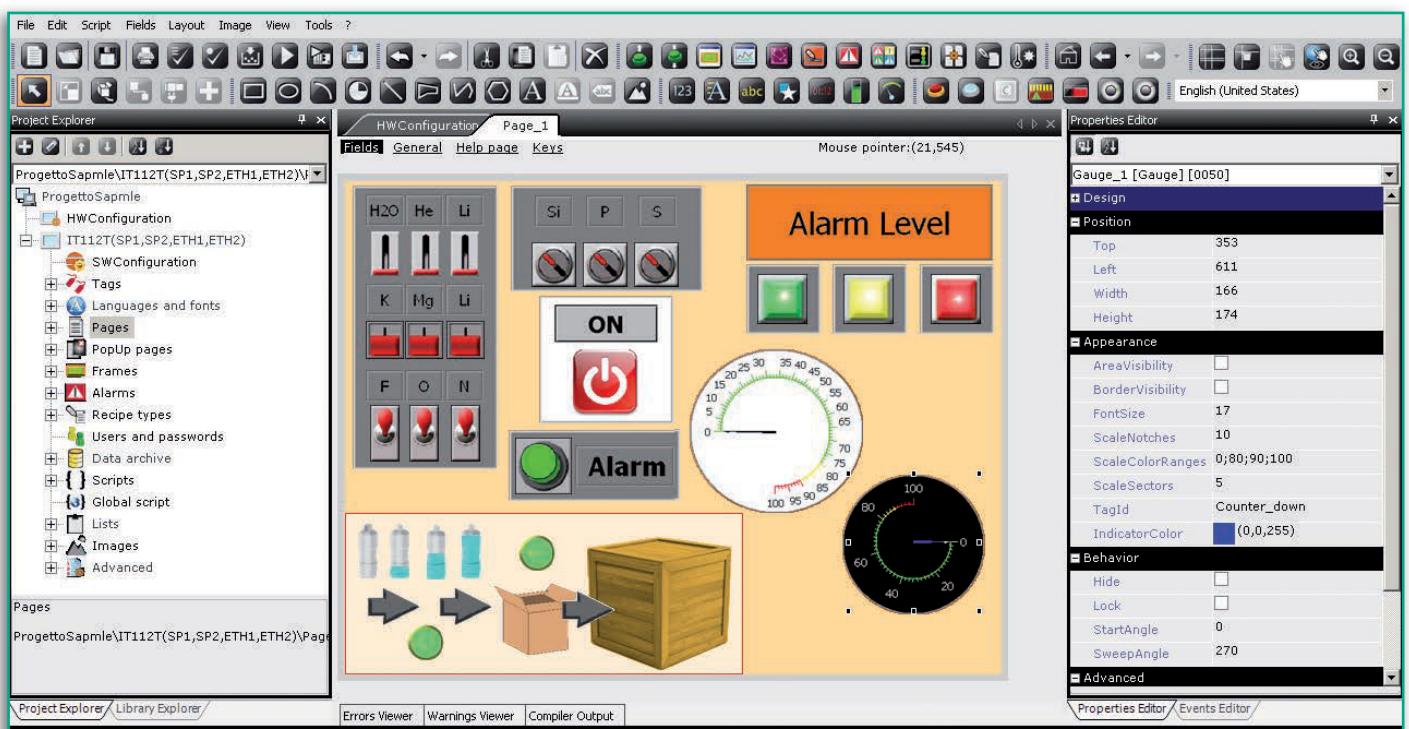 File Edit Script Fields Layout Image View Tools ?
English (United States)
Project Explorer
ProgettoSapmle\IT112T(SP1,SP2,ETH1,ETH2)\
ProgettoSapmle
HWConfiguration
IT112T(SP1,SP2,ETH1,ETH2)
SWConfiguration
Tags
Languages and fonts
Pages
PopUp pages
Frames
Alarms
Recipe types
Users and passwords
Data archive
Scripts
Global script
Lists
Images
Advanced
Pages
ProgettoSapmle\IT112T(SP1,SP2,ETH1,ETH2)\Page
Project Explorer Library Explorer
HWConfiguration Page_1
Fields General Help page Keys Mouse pointer:(21,545)
H2O He Li
K Mg Li
F O N
Si P S
ON
Alarm
Alarm Level
0 5 10 15 20 25 30 35 40 45 50 55 60 65 70 75 80 85 90 95 100
0 20 40 60 80 100
Errors Viewer Warnings Viewer Compiler Output
Properties Editor
Gauge_1 [Gauge] [0050]
Design
Position
Top 353
Left 611
Width 166
Height 174
Appearance
AreaVisibility
BorderVisibility
FontSize 17
ScaleNotches 10
ScaleColorRanges 0;80;90;100
ScaleSectors 5
TagId Counter_down
IndicatorColor (0,0,255)
Behavior
Hide
Lock
StartAngle 0
SweepAngle 270
Advanced
Properties Editor Events Editor